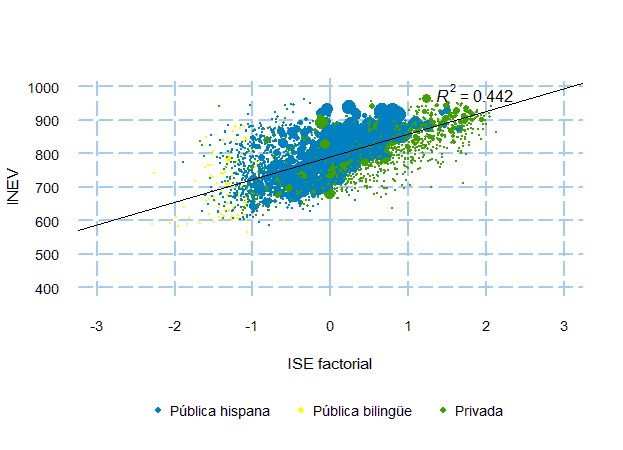 1000
900
800
700
600
500
400
INEV
R² = 0.442
-3 -2 -1 0 1 2 3
ISE factorial
Pública hispana Pública bilingüe Privada